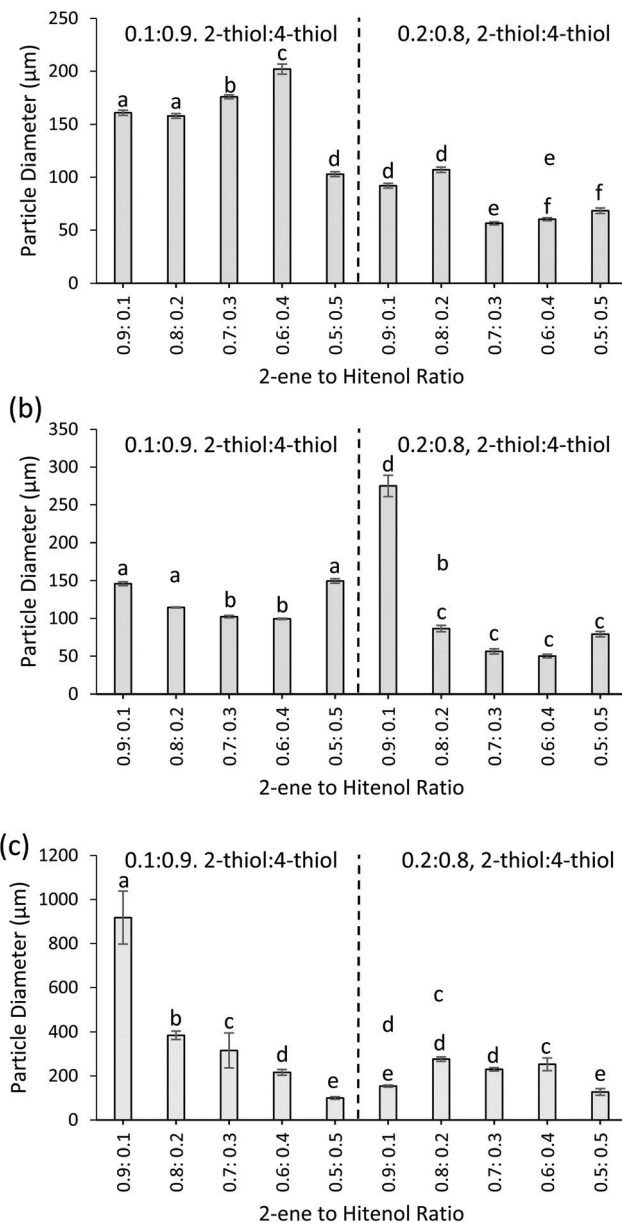 250
200
150
100
50
0
Particle Diameter (µm)
0.1:0.9. 2-thiol:4-thiol
0.2:0.8, 2-thiol:4-thiol
a
a
b
c
d
d
d
e
e
f
f
0.9: 0.1
0.8: 0.2
0.7: 0.3
0.6: 0.4
0.5: 0.5
0.9: 0.1
0.8: 0.2
0.7: 0.3
0.6: 0.4
0.5: 0.5
2-ene to Hitenol Ratio
(b)
350
300
250
200
150
100
50
0
Particle Diameter (µm)
0.1:0.9. 2-thiol:4-thiol
0.2:0.8, 2-thiol:4-thiol
a
a
b
b
a
d
b
c
c
c
c
0.9: 0.1
0.8: 0.2
0.7: 0.3
0.6: 0.4
0.5: 0.5
0.9: 0.1
0.8: 0.2
0.7: 0.3
0.6: 0.4
0.5: 0.5
2-ene to Hitenol Ratio
(c)
1200
1000
800
600
400
200
0
Particle Diameter (µm)
0.1:0.9. 2-thiol:4-thiol
0.2:0.8, 2-thiol:4-thiol
a
b
c
d
e
d
e
c
d
d
c
e
0.9: 0.1
0.8: 0.2
0.7: 0.3
0.6: 0.4
0.5: 0.5
0.9: 0.1
0.8: 0.2
0.7: 0.3
0.6: 0.4
0.5: 0.5
2-ene to Hitenol Ratio